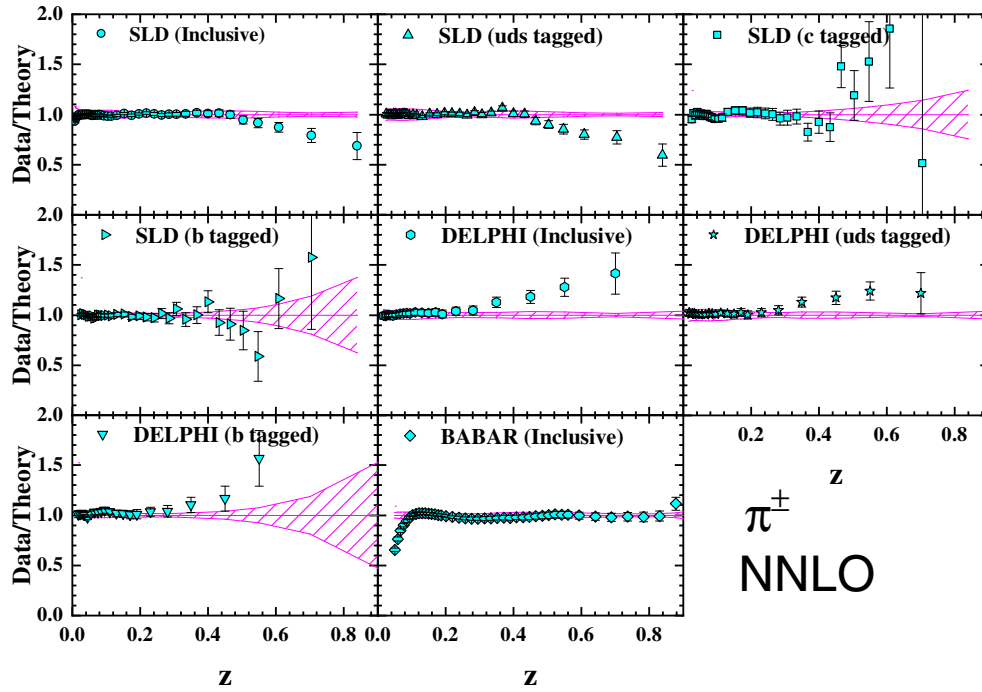 2.0
SLD (Inclusive)
SLD (uds tagged)
SLD (c tagged)
1.5
1.0
0.5
Data/Theory
2.0
SLD (b tagged)
DELPHI (Inclusive)
DELPHI (uds tagged)
1.5
1.0
0.5
Data/Theory
0.2 0.4 0.6 0.8
z
2.0
DELPHI (b tagged)
BABAR (Inclusive)
1.5
1.0
0.5
0.0
Data/Theory
0.0 0.2 0.4 0.6 0.8
0.0 0.2 0.4 0.6 0.8
z
z
π±
NNLO